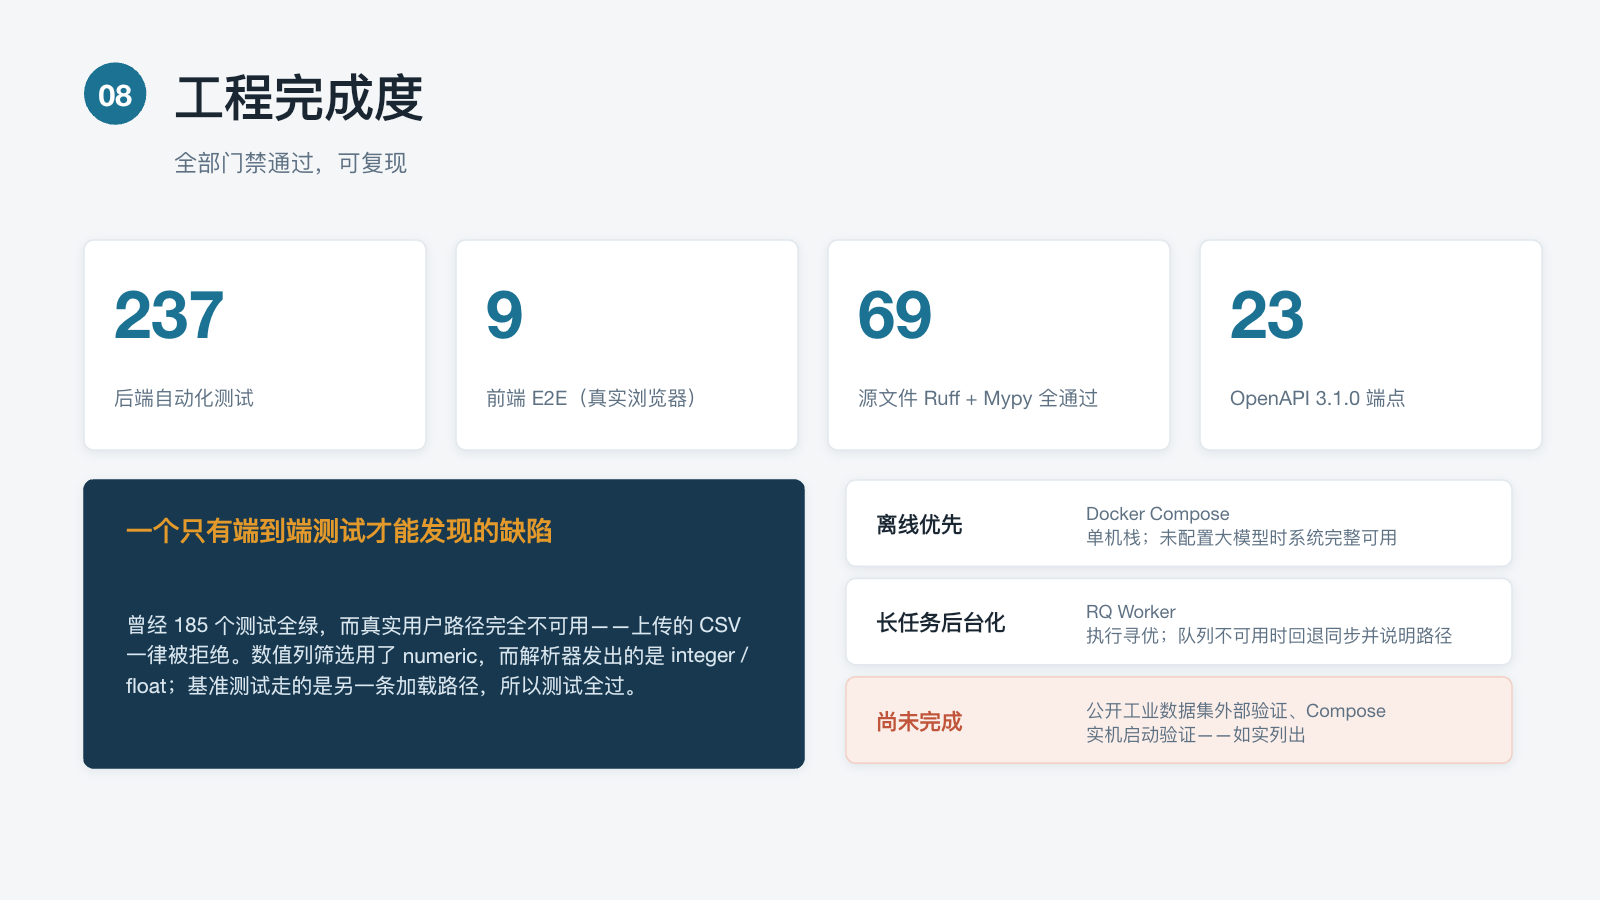 08
工程完成度
全部门禁通过，可复现
237
后端自动化测试
9
前端 E2E（真实浏览器）
69
源文件 Ruff + Mypy 全通过
23
OpenAPI 3.1.0 端点
一个只有端到端测试才能发现的缺陷
曾经 185 个测试全绿，而真实用户路径完全不可用——上传的 CSV
一律被拒绝。数值列筛选用了 numeric，而解析器发出的是 integer /
float；基准测试走的是另一条加载路径，所以测试全过。
离线优先
Docker Compose
单机栈；未配置大模型时系统完整可用
长任务后台化
RQ Worker
执行寻优；队列不可用时回退同步并说明路径
尚未完成
公开工业数据集外部验证、Compose
实机启动验证——如实列出